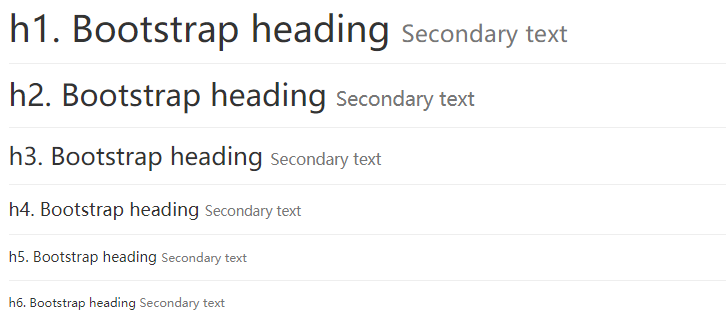 h1. Bootstrap heading Secondary text
h2. Bootstrap heading Secondary text
h3. Bootstrap heading Secondary text
h4. Bootstrap heading Secondary text
h5. Bootstrap heading Secondary text
h6. Bootstrap heading Secondary text